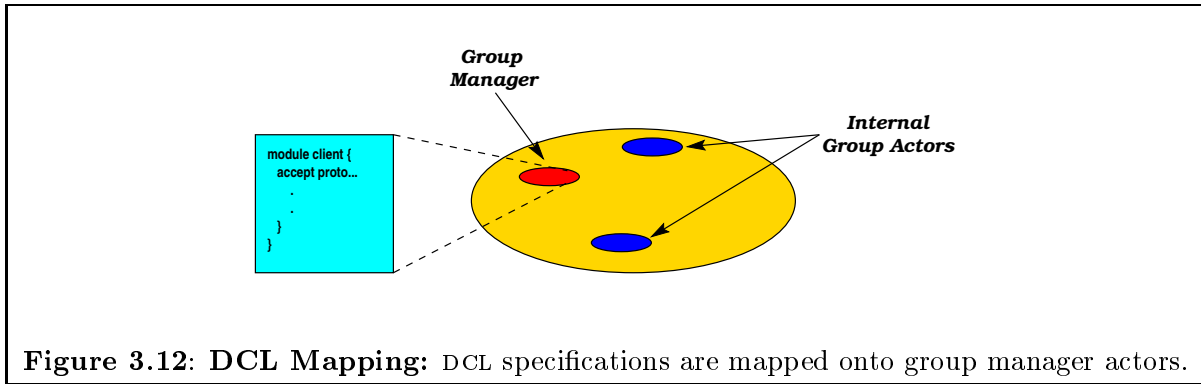 Group
Manager
Internal
Group Actors
module client {
accept proto...
.
.
}
}
Figure 3.12: DCL Mapping: DCL specifications are mapped onto group manager actors.